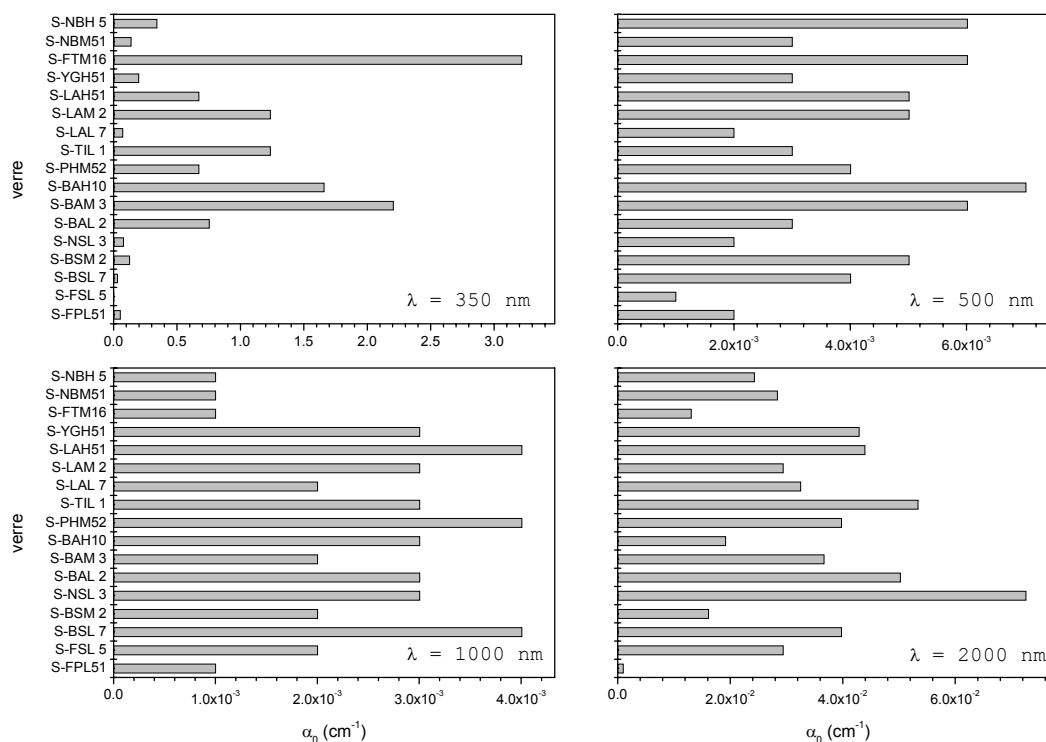 verre
S-NBH 5
S-NBM51
S-FTM16
S-YGH51
S-LAH51
S-LAM 2
S-LAL 7
S-TIL 1
S-PHM52
S-BAH10
S-BAM 3
S-BAL 2
S-NSL 3
S-BSM 2
S-BSL 7
S-FSL 5
S-FPL51
λ = 350 nm
0.0 0.5 1.0 1.5 2.0 2.5 3.0
λ = 500 nm
0.0 2.0x10⁻³ 4.0x10⁻³ 6.0x10⁻³
verre
S-NBH 5
S-NBM51
S-FTM16
S-YGH51
S-LAH51
S-LAM 2
S-LAL 7
S-TIL 1
S-PHM52
S-BAH10
S-BAM 3
S-BAL 2
S-NSL 3
S-BSM 2
S-BSL 7
S-FSL 5
S-FPL51
λ = 1000 nm
0.0 1.0x10⁻³ 2.0x10⁻³ 3.0x10⁻³ 4.0x10⁻³
α₀ (cm⁻¹)
λ = 2000 nm
0.0 2.0x10⁻² 4.0x10⁻² 6.0x10⁻²
α₀ (cm⁻¹)